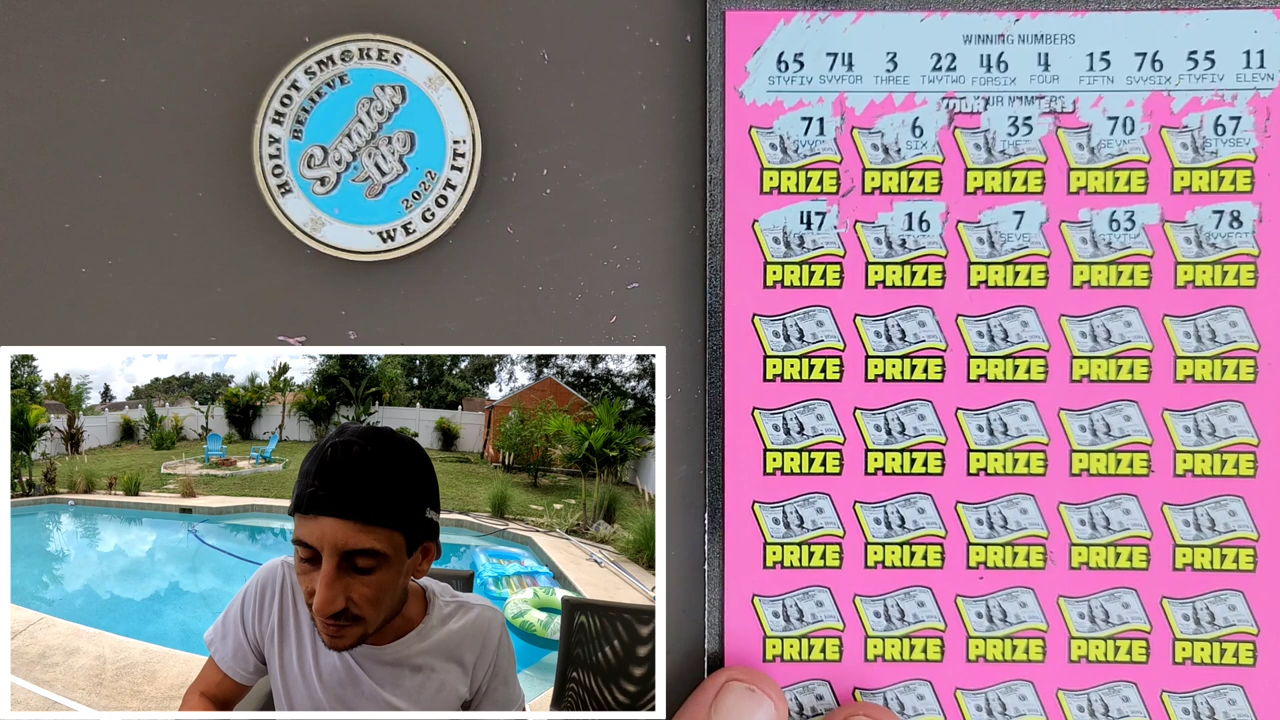 HOLY HOT SMOKES
BELIEVE
Scratch
Life
2022
WE GOT IT!
WINNING NUMBERS
65 74 3 22 46 4 15 76 55 11
STYFIV SVYFOR THREE TWYTWO FORSIX FOUR FIFTN SVYSIX FTYFIV ELEVN
YOUR NUMBERS
71 6 35 70 67
SIX STYSEV
PRIZE PRIZE PRIZE PRIZE PRIZE
47 16 7 63 78
PRIZE PRIZE PRIZE PRIZE PRIZE
PRIZE PRIZE PRIZE PRIZE PRIZE
PRIZE PRIZE PRIZE PRIZE PRIZE
PRIZE PRIZE PRIZE PRIZE PRIZE
PRIZE PRIZE PRIZE PRIZE PRIZE